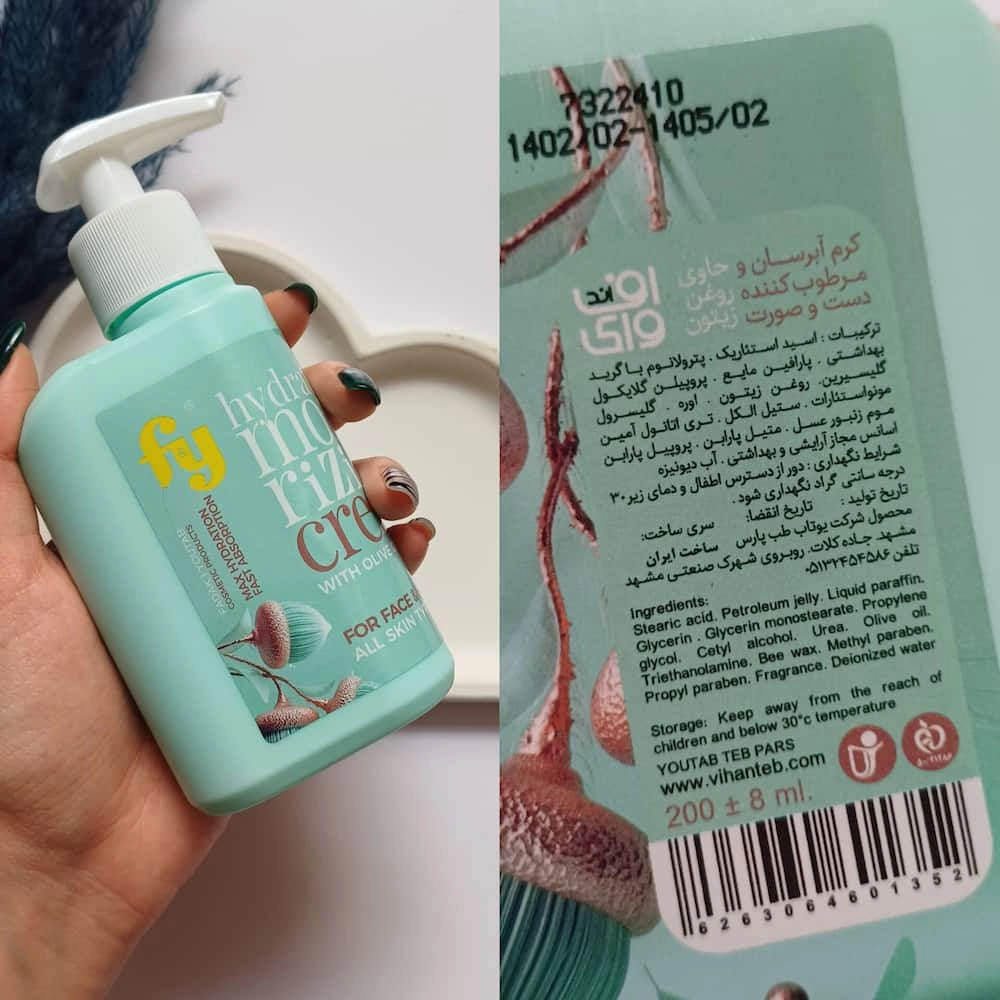 f&y
®
hydra
mo
rizi
cre
WITH OLIVE
FOR FACE &
ALL SKIN T
MAX HYDRATION
FAST ABSORPTION
COSMETIC PRODUCTS
7322410
1402/02-1405/02
کرم آبرسان و
مرطوب کننده
دست و صورت
حاوی
روغن
زیتون
اف
اند
وای
ترکیبات : اسید استئاریک . پترولاتوم با گرید
بهداشتی . پارافین مایع . پروپیلن گلایکول
گلیسیرین. روغن زیتون . اوره . گلیسرول
مونواستئارات . ستیل الکل . تری اتانول آمین
موم زنبور عسل . متیل پارابن . پروپیل پارابن
اسانس مجاز آرایشی و بهداشتی . آب دیونیزه
شرایط نگهداری : دور از دسترس اطفال و دمای زیر ۳۰
درجه سانتی گراد نگهداری شود .
تاریخ تولید : تاریخ انقضا: سری ساخت:
محصول شرکت یوتاب طب پارس ساخت ایران
مشهد. جاده کلات. روبروی شهرک صنعتی مشهد
تلفن ۰۵۱۳۲۴۵۴۵۸۶
Ingredients:
Stearic acid. Petroleum jelly. Liquid paraffin.
Glycerin . Glycerin monostearate. Propylene
glycol. Cetyl alcohol. Urea. Olive oil.
Triethanolamine. Bee wax. Methyl paraben.
Propyl paraben. Fragrance. Deionized water
Storage: Keep away from the reach of
children and below 30°c temperature
YOUTAB TEB PARS
www.vihanteb.com
200 ± 8 ml.
6263064601352